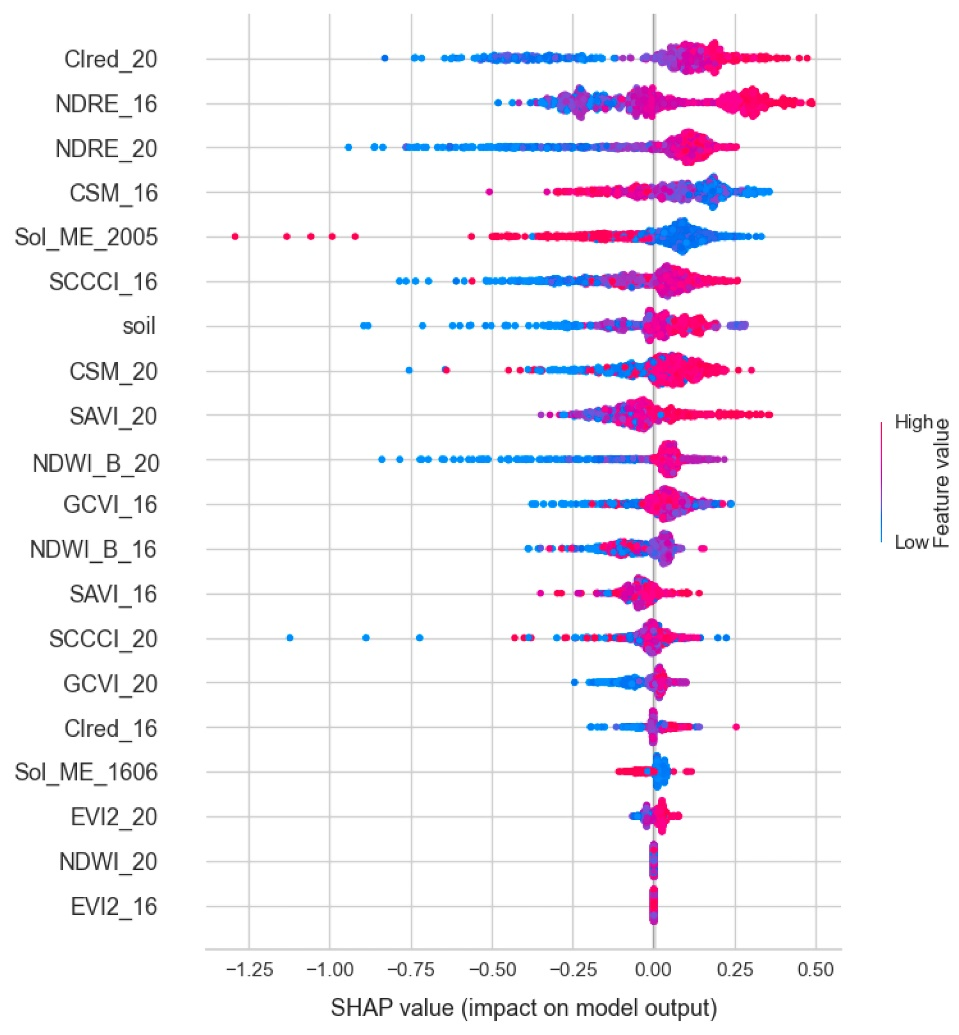 CIred_20
NDRE_16
NDRE_20
CSM_16
Sol_ME_2005
SCCCI_16
soil
CSM_20
SAVI_20
NDWI_B_20
GCVI_16
NDWI_B_16
SAVI_16
SCCCI_20
GCVI_20
CIred_16
Sol_ME_1606
EVI2_20
NDWI_20
EVI2_16
High
Low
Feature value
−1.25 −1.00 −0.75 −0.50 −0.25 0.00 0.25 0.50
SHAP value (impact on model output)